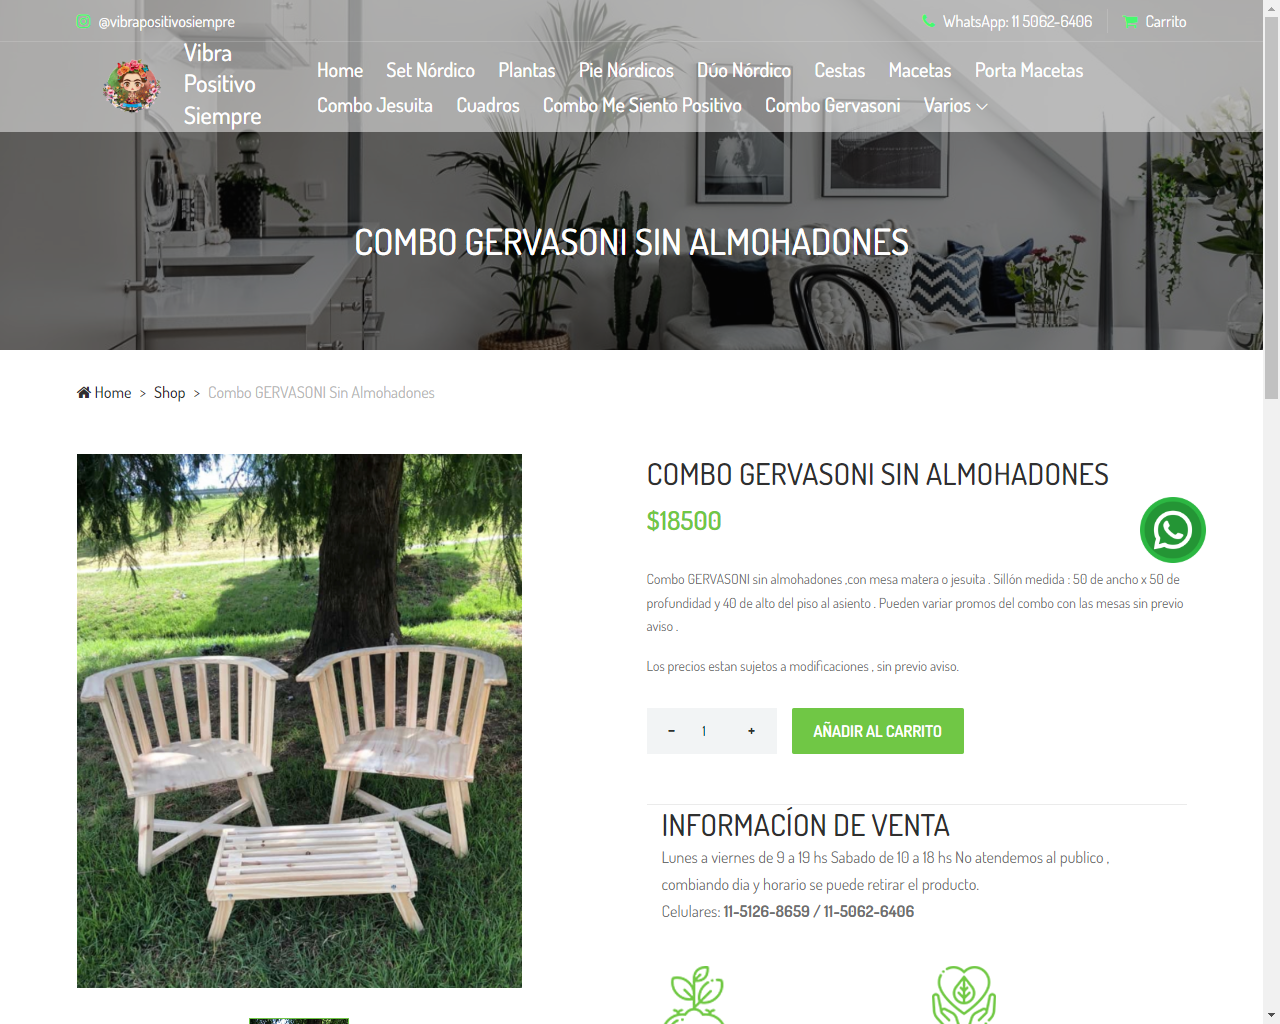 @vibrapositivosiempre
WhatsApp: 11 5062-6406
Carrito
Vibra
Positivo
Siempre
Home Set Nórdico Plantas Pie Nórdicos Dúo Nórdico Cestas Macetas Porta Macetas
Combo Jesuita Cuadros Combo Me Siento Positivo Combo Gervasoni Varios
COMBO GERVASONI SIN ALMOHADONES
Home > Shop > Combo GERVASONI Sin Almohadones
COMBO GERVASONI SIN ALMOHADONES
$18500
Combo GERVASONI sin almohadones ,con mesa matera o jesuita . Sillón medida : 50 de ancho x 50 de
profundidad y 40 de alto del piso al asiento . Pueden variar promos del combo con las mesas sin previo
aviso .
Los precios estan sujetos a modificaciones , sin previo aviso.
- 1 +
AÑADIR AL CARRITO
INFORMACÍON DE VENTA
Lunes a viernes de 9 a 19 hs Sabado de 10 a 18 hs No atendemos al publico ,
combiando dia y horario se puede retirar el producto.
Celulares: 11-5126-8659 / 11-5062-6406